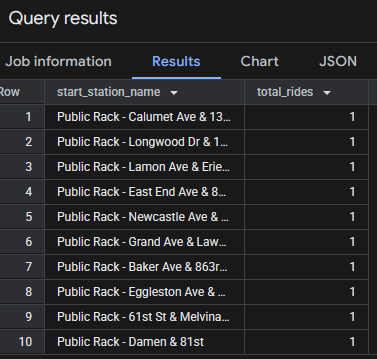 Query results
Job information Results Chart JSON
Row start_station_name total_rides
1 Public Rack - Calumet Ave & 13... 1
2 Public Rack - Longwood Dr & 1... 1
3 Public Rack - Lamon Ave & Erie... 1
4 Public Rack - East End Ave & 8... 1
5 Public Rack - Newcastle Ave & ... 1
6 Public Rack - Grand Ave & Law... 1
7 Public Rack - Baker Ave & 863r... 1
8 Public Rack - Eggleston Ave & ... 1
9 Public Rack - 61st St & Melvina... 1
10 Public Rack - Damen & 81st 1